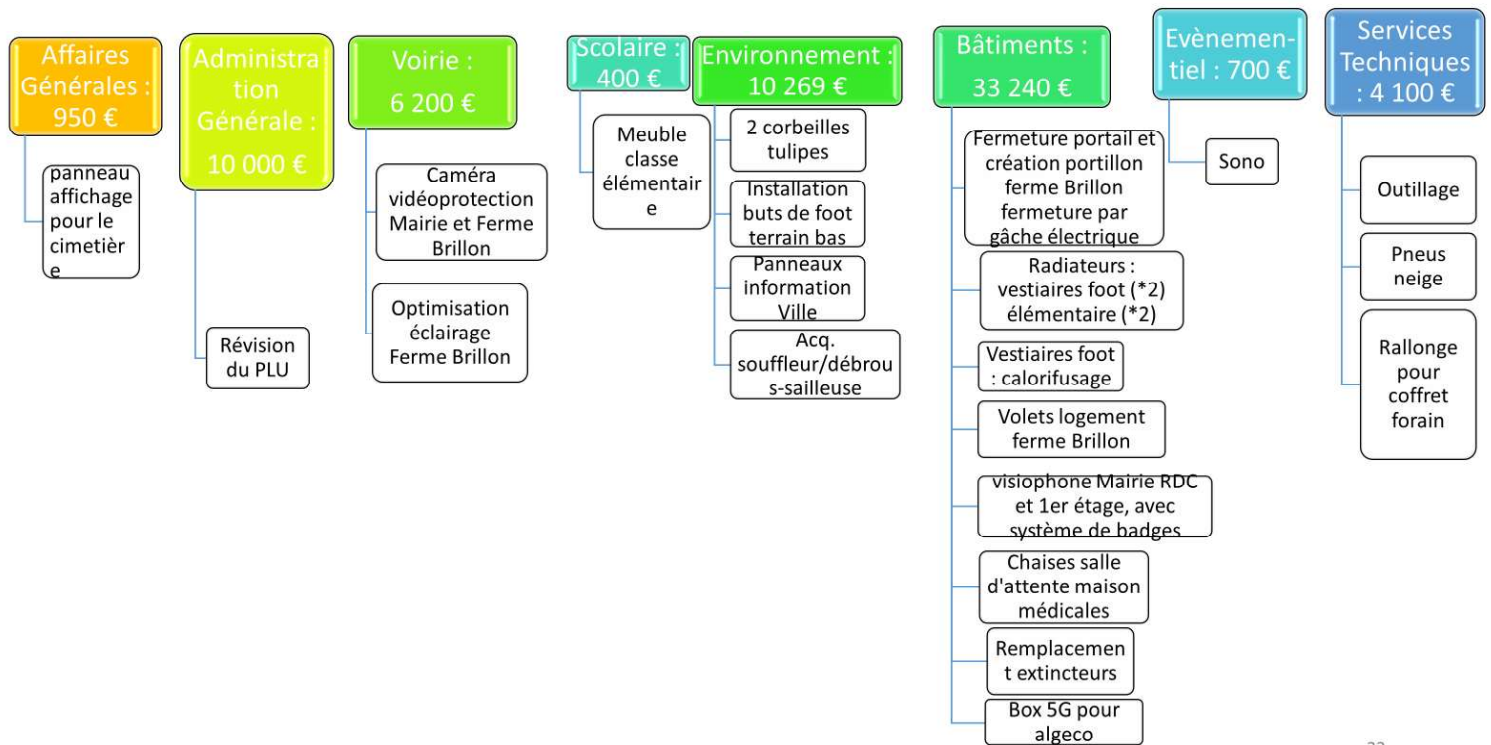 Affaires
Générales :
950 €
panneau
affichage
pour le
cimetièr
e
Administra
tion
Générale :
10 000 €
Révision
du PLU
Voirie :
6 200 €
Caméra
vidéoprotection
Mairie et Ferme
Brillon
Optimisation
éclairage
Ferme Brillon
Scolaire :
400 €
Meuble
classe
élémentair
e
Environnement :
10 269 €
2 corbeilles
tulipes
Installation
buts de foot
terrain bas
Panneaux
information
Ville
Acq.
souffleur/débrou
s-sailleuse
Bâtiments :
33 240 €
Fermeture portail et
création portillon
ferme Brillon
fermeture par
gâche électrique
Radiateurs :
vestiaires foot (*2)
élémentaire (*2)
Vestiaires foot
: calorifusage
Volets logement
ferme Brillon
visiophone Mairie RDC
et 1er étage, avec
système de badges
Chaises salle
d'attente maison
médicales
Remplacemen
t extincteurs
Box 5G pour
algeco
Evènemen-
tiel : 700 €
Sono
Services
Techniques
: 4 100 €
Outillage
Pneus
neige
Rallonge
pour
coffret
forain